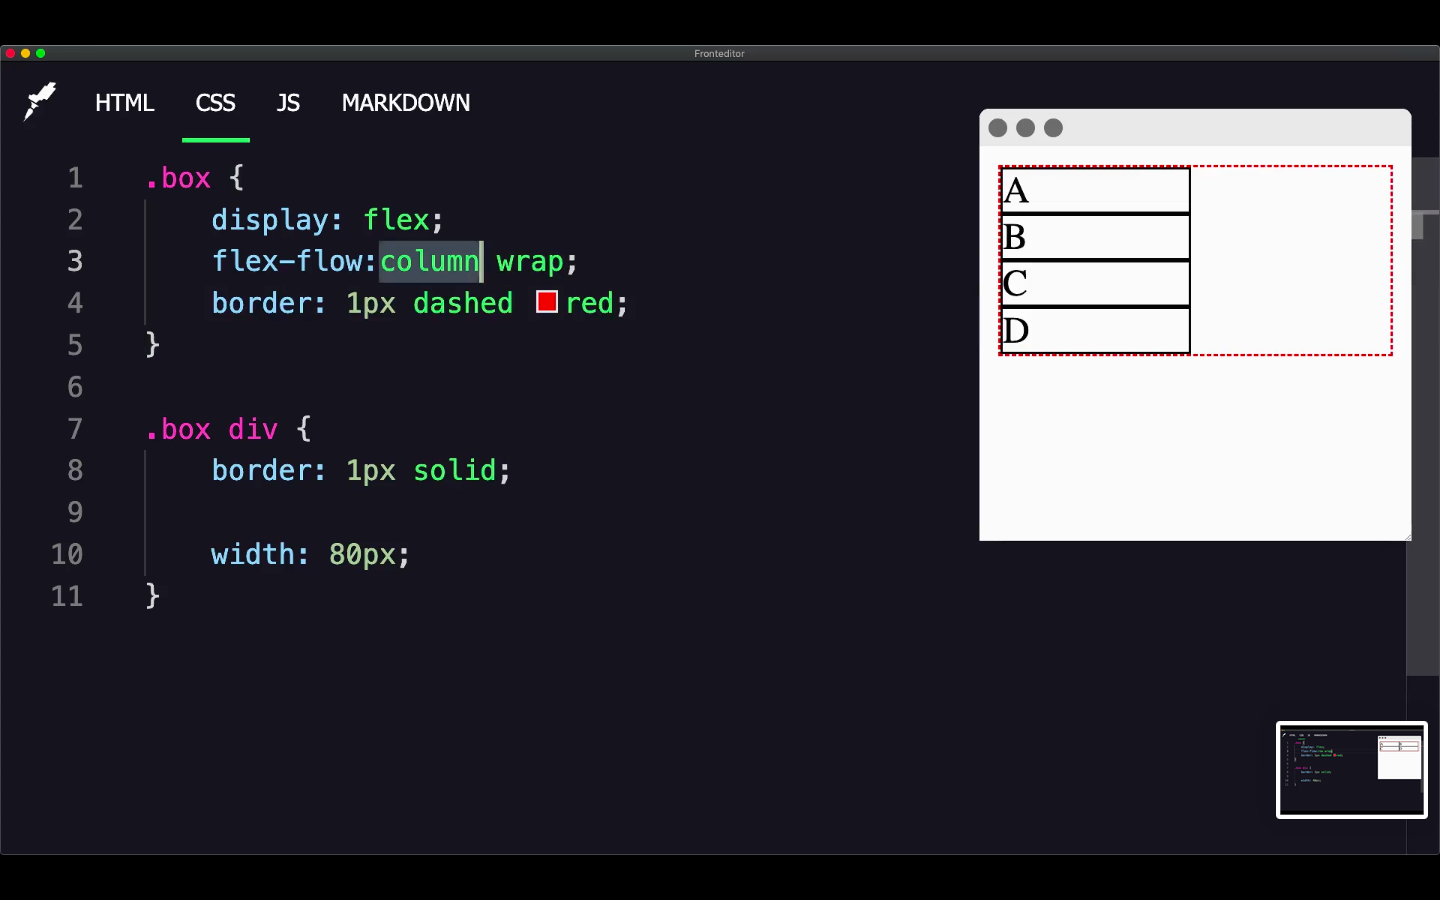 Fronteditor
HTML CSS JS MARKDOWN
1 .box {
2 display: flex;
3 flex-flow:column wrap;
4 border: 1px dashed red;
5 }
6
7 .box div {
8 border: 1px solid;
9
10 width: 80px;
11 }
A
B
C
D